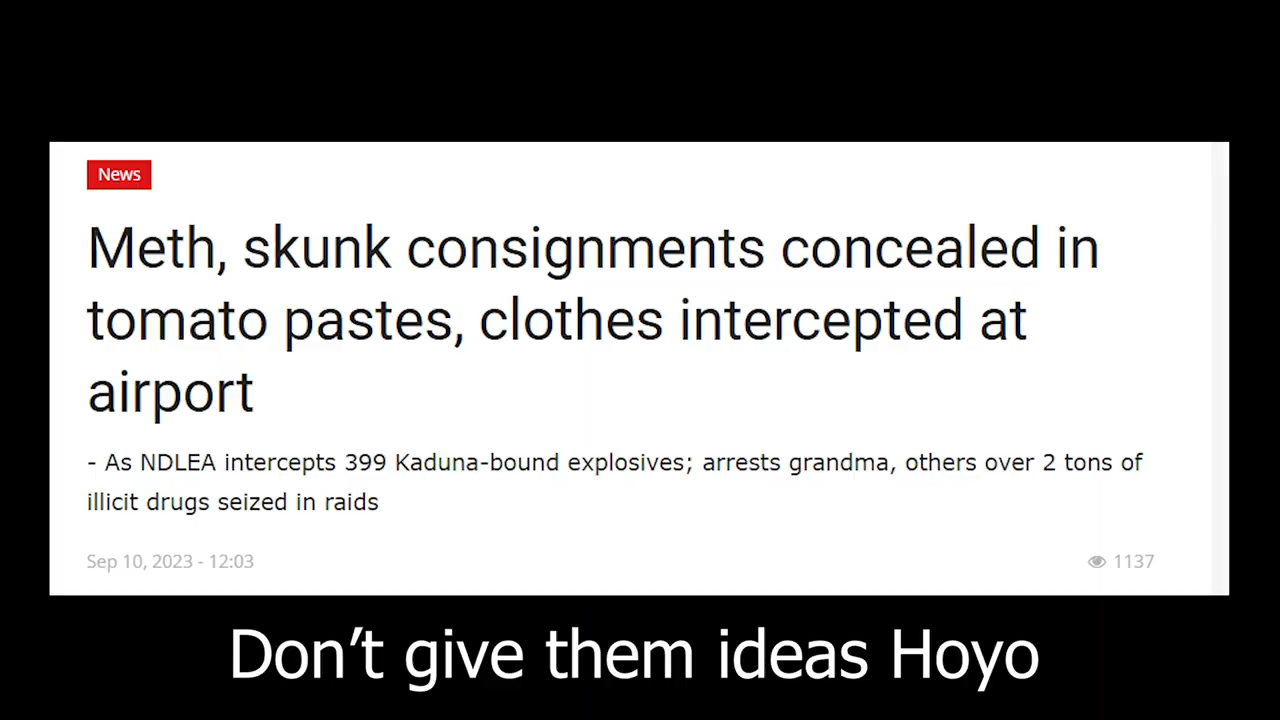 News
Meth, skunk consignments concealed in
tomato pastes, clothes intercepted at
airport
- As NDLEA intercepts 399 Kaduna-bound explosives; arrests grandma, others over 2 tons of
illicit drugs seized in raids
Sep 10, 2023 - 12:03
1137
Don’t give them ideas Hoyo